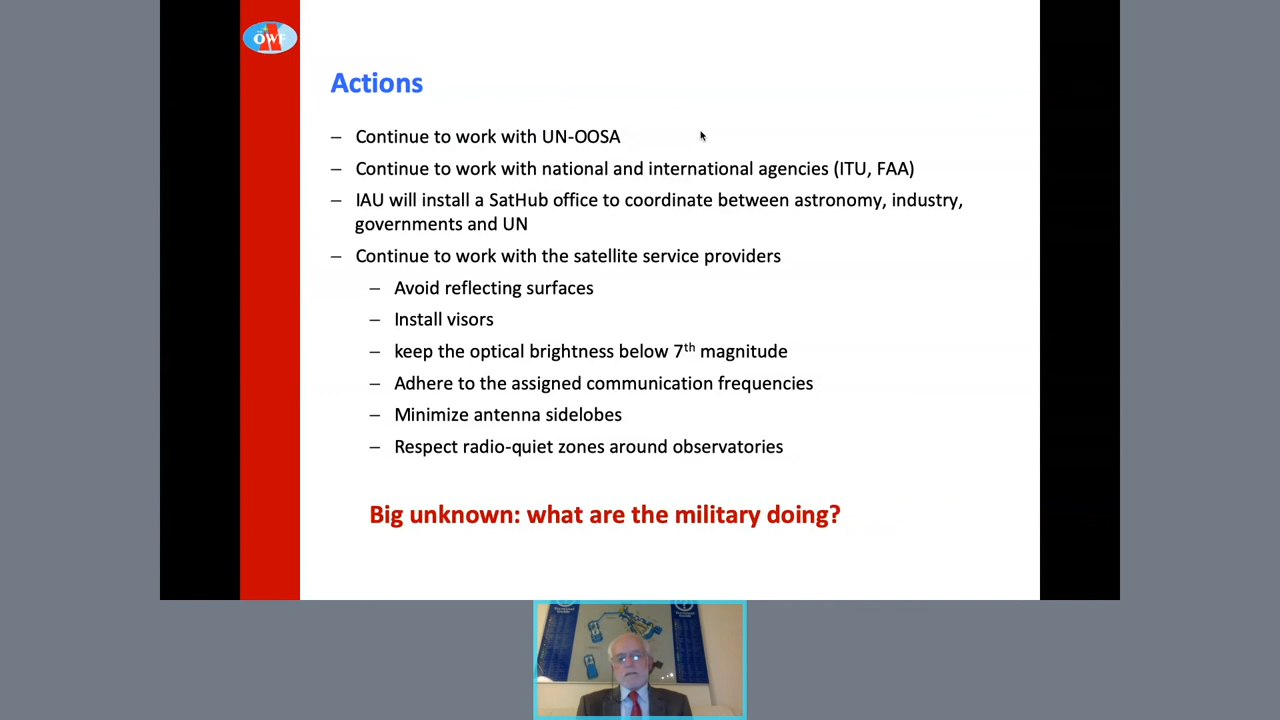 ÖWF
Actions
– Continue to work with UN-OOSA
– Continue to work with national and international agencies (ITU, FAA)
– IAU will install a SatHub office to coordinate between astronomy, industry,
governments and UN
– Continue to work with the satellite service providers
– Avoid reflecting surfaces
– Install visors
– keep the optical brightness below 7th magnitude
– Adhere to the assigned communication frequencies
– Minimize antenna sidelobes
– Respect radio-quiet zones around observatories
Big unknown: what are the military doing?